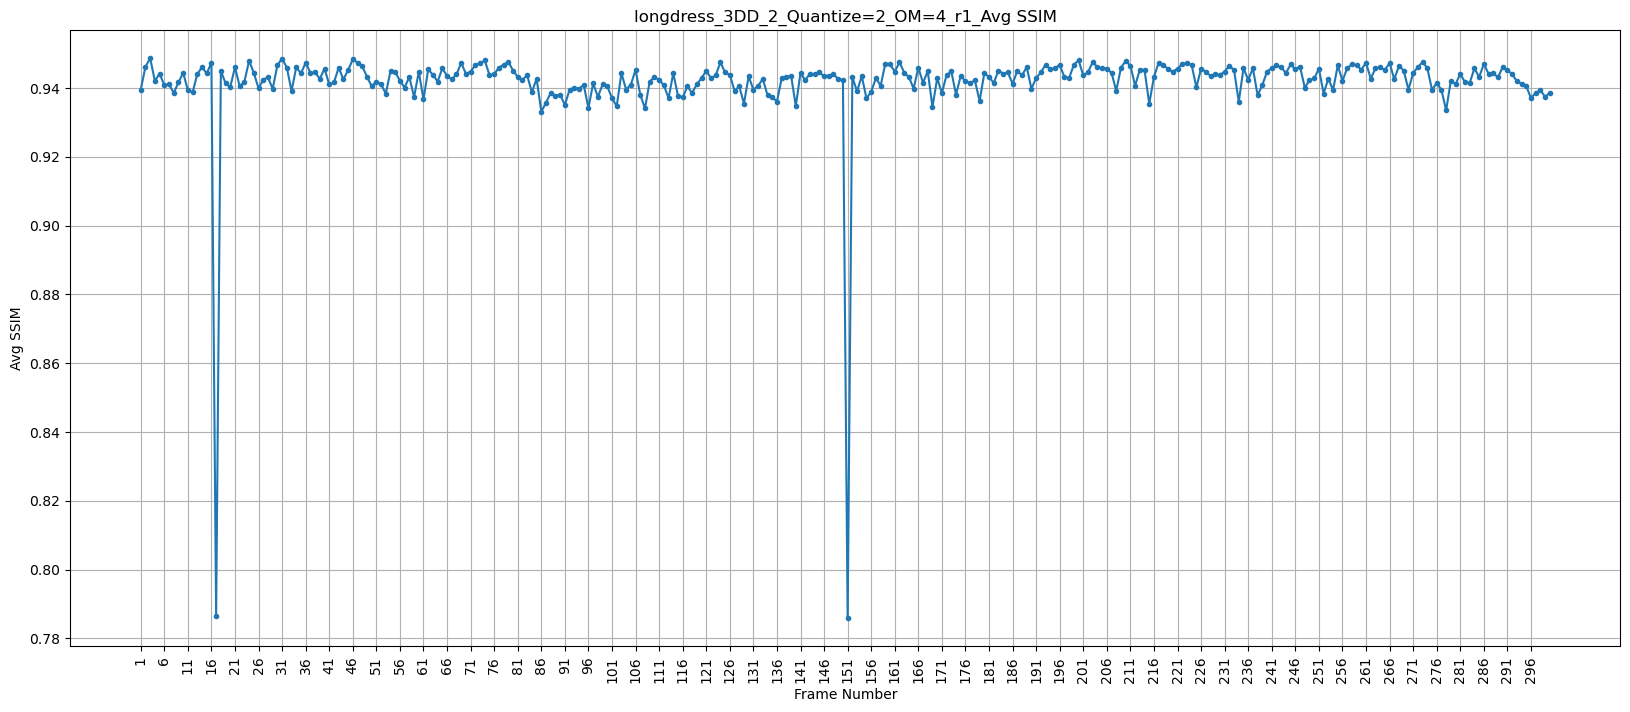 longdress_3DD_2_Quantize=2_OM=4_r1_Avg SSIM
0.94
0.92
0.90
0.88
0.86
0.84
0.82
0.80
0.78
Avg SSIM
1 6 11 16 21 26 31 36 41 46 51 56 61 66 71 76 81 86 91 96 101 106 111 116 121 126 131 136 141 146 151 156 161 166 171 176 181 186 191 196 201 206 211 216 221 226 231 236 241 246 251 256 261 266 271 276 281 286 291 296
Frame Number